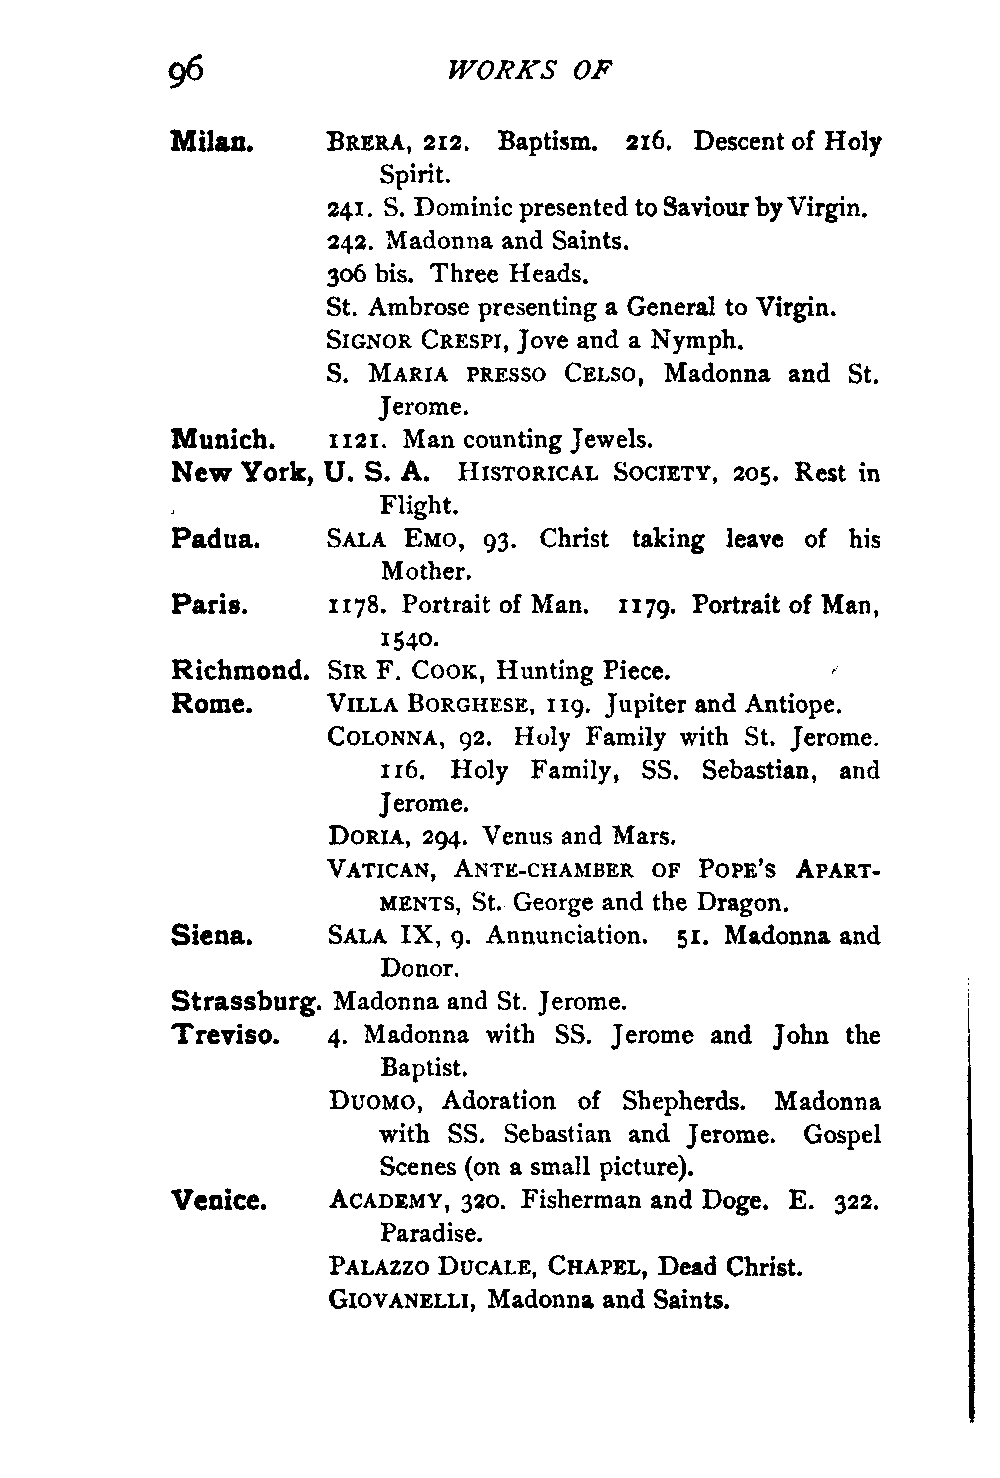 96 WORKS OF
Milan. BRERA, 212. Baptism. 216. Descent of Holy
Spirit.
241. S. Dominic presented to Saviour by Virgin.
242. Madonna and Saints.
306 bis. Three Heads.
St. Ambrose presenting a General to Virgin.
SIGNOR CRESPI, Jove and a Nymph.
S. MARIA PRESSO CELSO, Madonna and St.
Jerome.
Munich. 1121. Man counting Jewels.
New York, U. S. A. HISTORICAL SOCIETY, 205. Rest in
Flight.
Padua. SALA EMO, 93. Christ taking leave of his
Mother.
Paris. 1178. Portrait of Man. 1179. Portrait of Man,
1540.
Richmond. SIR F. COOK, Hunting Piece.
Rome. VILLA BORGHESE, 119. Jupiter and Antiope.
COLONNA, 92. Holy Family with St. Jerome.
116. Holy Family, SS. Sebastian, and
Jerome.
DORIA, 294. Venus and Mars.
VATICAN, ANTE-CHAMBER OF POPE'S APART-
MENTS, St. George and the Dragon.
Siena. SALA IX, 9. Annunciation. 51. Madonna and
Donor.
Strassburg. Madonna and St. Jerome.
Treviso. 4. Madonna with SS. Jerome and John the
Baptist.
DUOMO, Adoration of Shepherds. Madonna
with SS. Sebastian and Jerome. Gospel
Scenes (on a small picture).
Venice. ACADEMY, 320. Fisherman and Doge. E. 322.
Paradise.
PALAZZO DUCALE, CHAPEL, Dead Christ.
GIOVANELLI, Madonna and Saints.